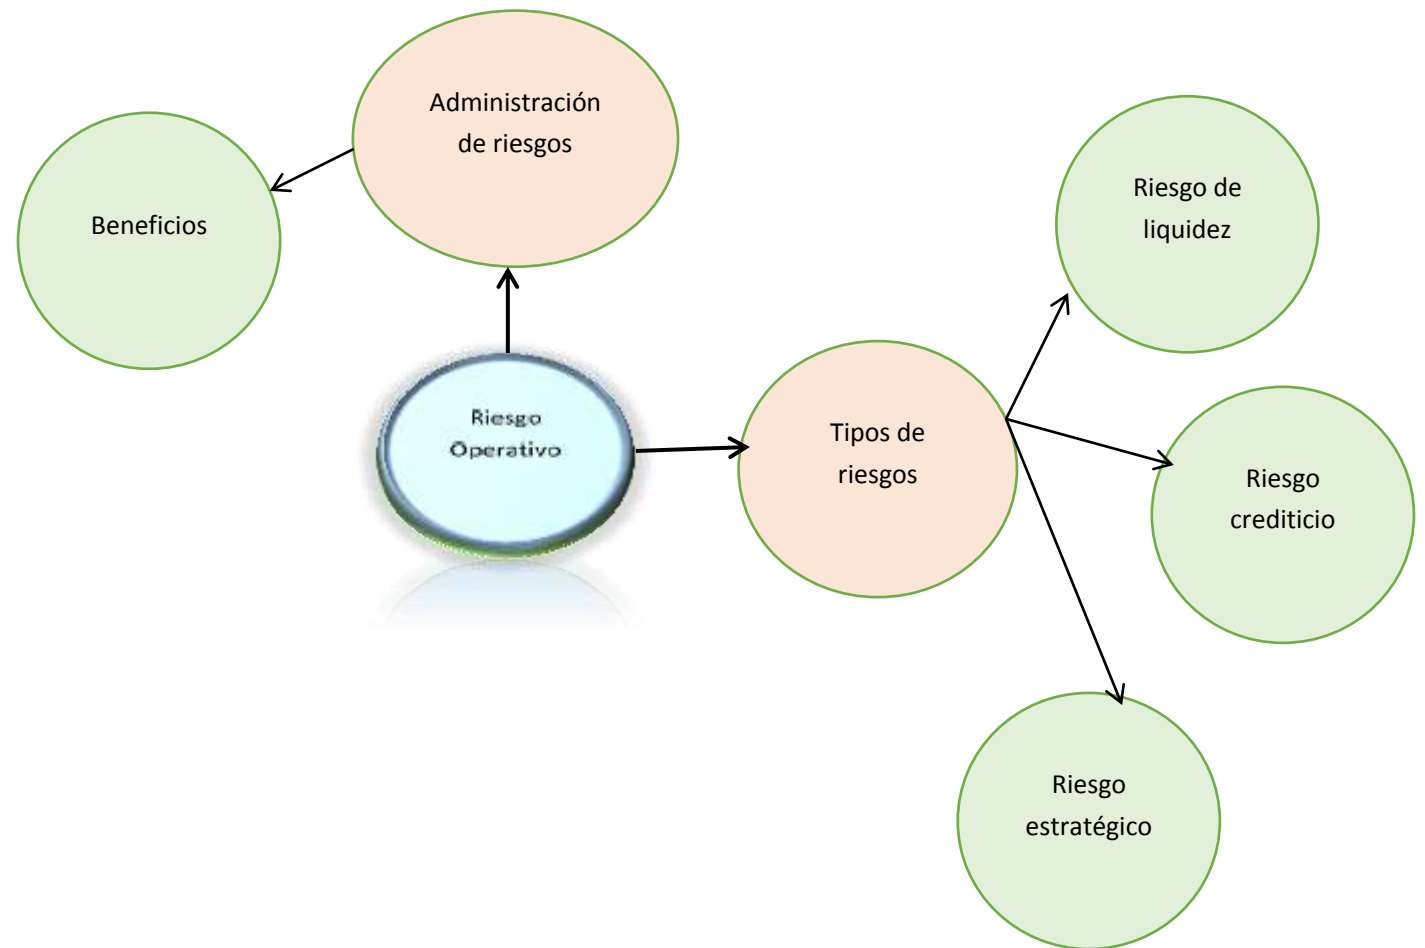 Administración
de riesgos
Beneficios
Riesgo de
liquidez
Riesgo
Operativo
Tipos de
riesgos
Riesgo
crediticio
Riesgo
estratégico